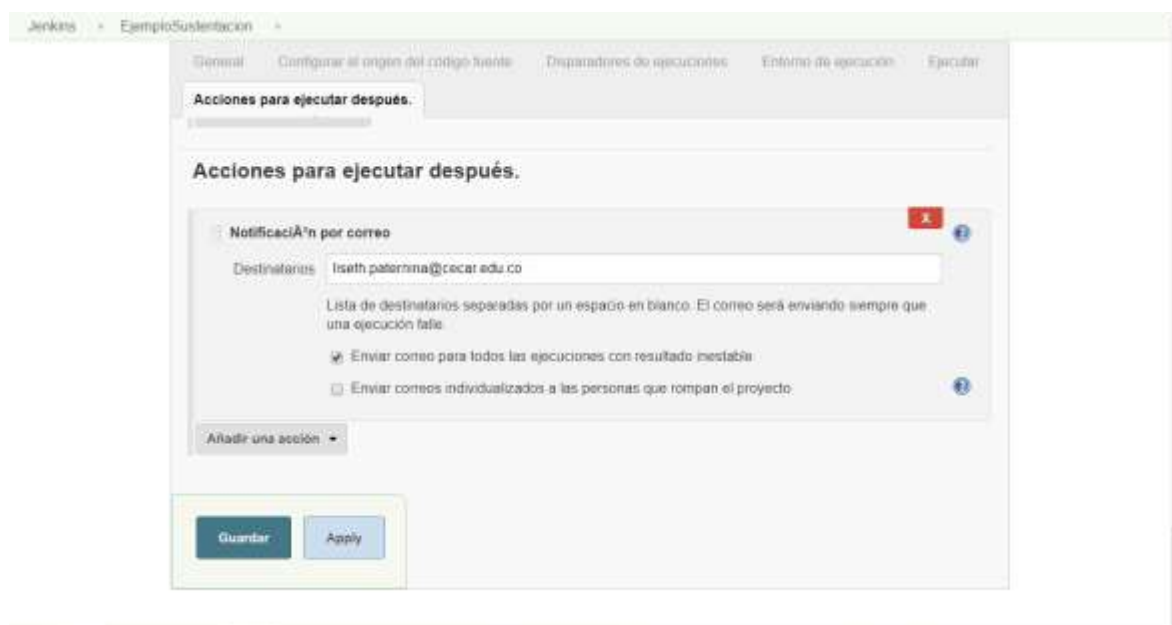 Jenkins
EjemploSustentacion
General
Configurar el origen del código fuente
Disparadores de ejecuciones
Entorno de ejecución
Ejecutar
Acciones para ejecutar después.
Acciones para ejecutar después.
X
NotificaciÃ³n por correo
Destinatarios
liseth.paternina@cecar.edu.co
Lista de destinatarios separadas por un espacio en blanco. El correo será enviando siempre que
una ejecución falle.
Enviar correo para todos las ejecuciones con resultado inestable
Enviar correos individualizados a las personas que rompan el proyecto
Añadir una acción
Guardar
Apply